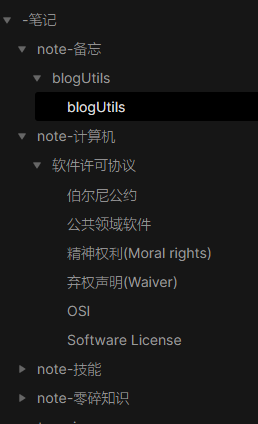 -笔记
note-备忘
blogUtils
blogUtils
note-计算机
软件许可协议
伯尔尼公约
公共领域软件
精神权利(Moral rights)
弃权声明(Waiver)
OSI
Software License
note-技能
note-零碎知识